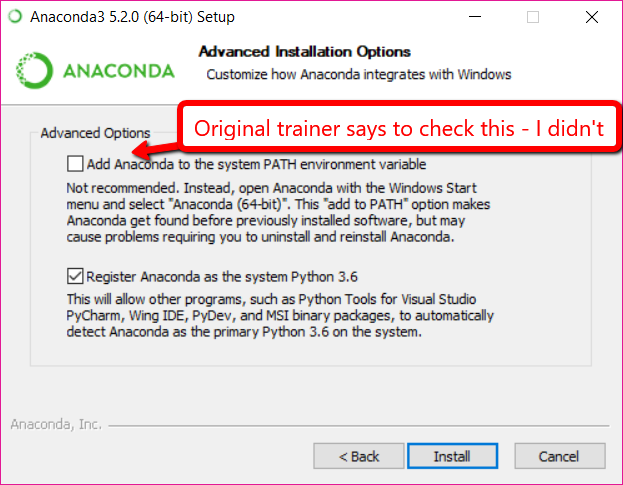 Anaconda3 5.2.0 (64-bit) Setup
Advanced Installation Options
ANACONDA
Customize how Anaconda integrates with Windows
Original trainer says to check this - I didn't
Advanced Options
Add Anaconda to the system PATH environment variable
Not recommended. Instead, open Anaconda with the Windows Start
menu and select "Anaconda (64-bit)". This "add to PATH" option makes
Anaconda get found before previously installed software, but may
cause problems requiring you to uninstall and reinstall Anaconda.
Register Anaconda as the system Python 3.6
This will allow other programs, such as Python Tools for Visual Studio
PyCharm, Wing IDE, PyDev, and MSI binary packages, to automatically
detect Anaconda as the primary Python 3.6 on the system.
Anaconda, Inc.
< Back
Install
Cancel